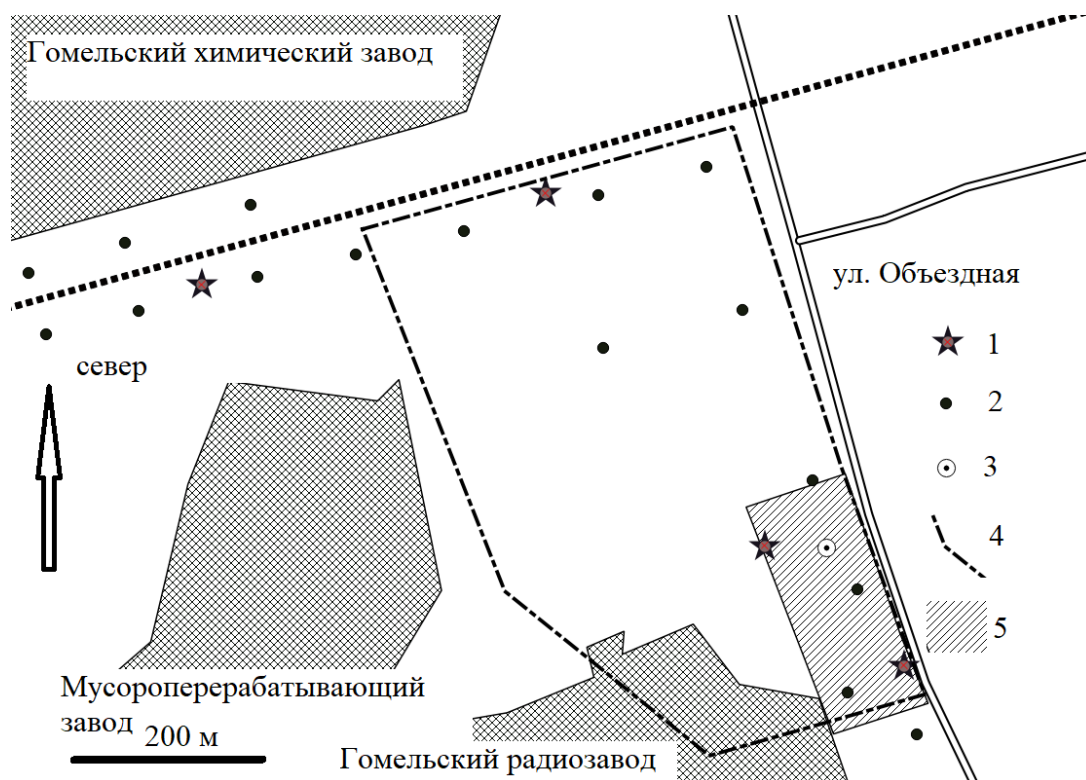 Гомельский химический завод
ул. Объездная
1
2
3
4
5
север
Мусороперерабатывающий
завод
200 м
Гомельский радиозавод